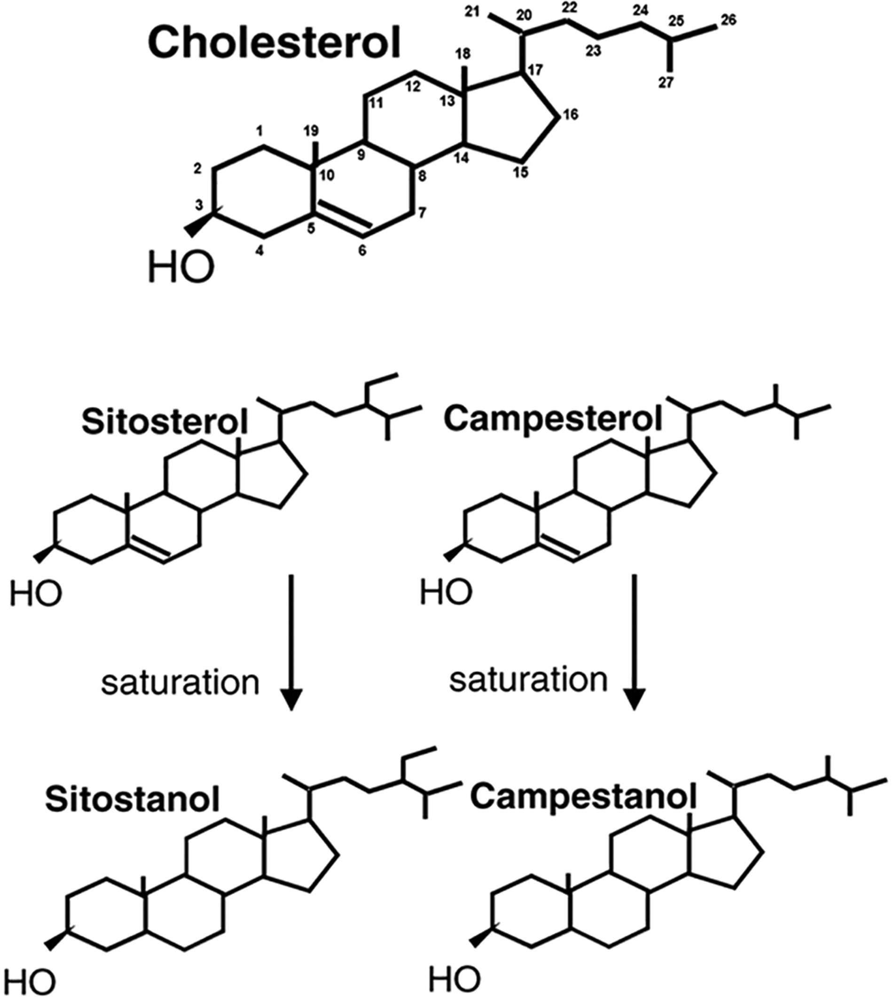 Cholesterol
21
20
22
24
25
26
23
27
18
17
12
13
11
16
1
19
9
14
2
10
8
15
3
7
5
4
6
HO
Sitosterol
Campesterol
HO
HO
saturation
saturation
Sitostanol
Campestanol
HO
HO